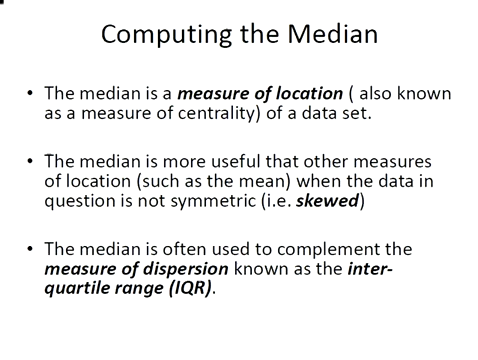 Computing the Median
• The median is a measure of location ( also known
as a measure of centrality) of a data set.
• The median is more useful that other measures
of location (such as the mean) when the data in
question is not symmetric (i.e. skewed)
• The median is often used to complement the
measure of dispersion known as the inter-
quartile range (IQR).